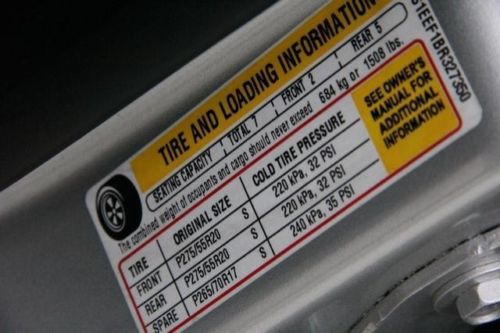 TIRE AND LOADING INFORMATION
SEATING CAPACITY TOTAL 7 FRONT 2 REAR 5
The combined weight of occupants and cargo should never exceed 684 kg or 1508 lbs.
TIRE ORIGINAL SIZE COLD TIRE PRESSURE
FRONT P275/55R20 S 220 kPa, 32 PSI
REAR P275/55R20 S 220 kPa, 32 PSI
SPARE P265/70R17 S 240 kPa, 35 PSI
SEE OWNER'S
MANUAL FOR
ADDITIONAL
INFORMATION
S1EEF1BR327350